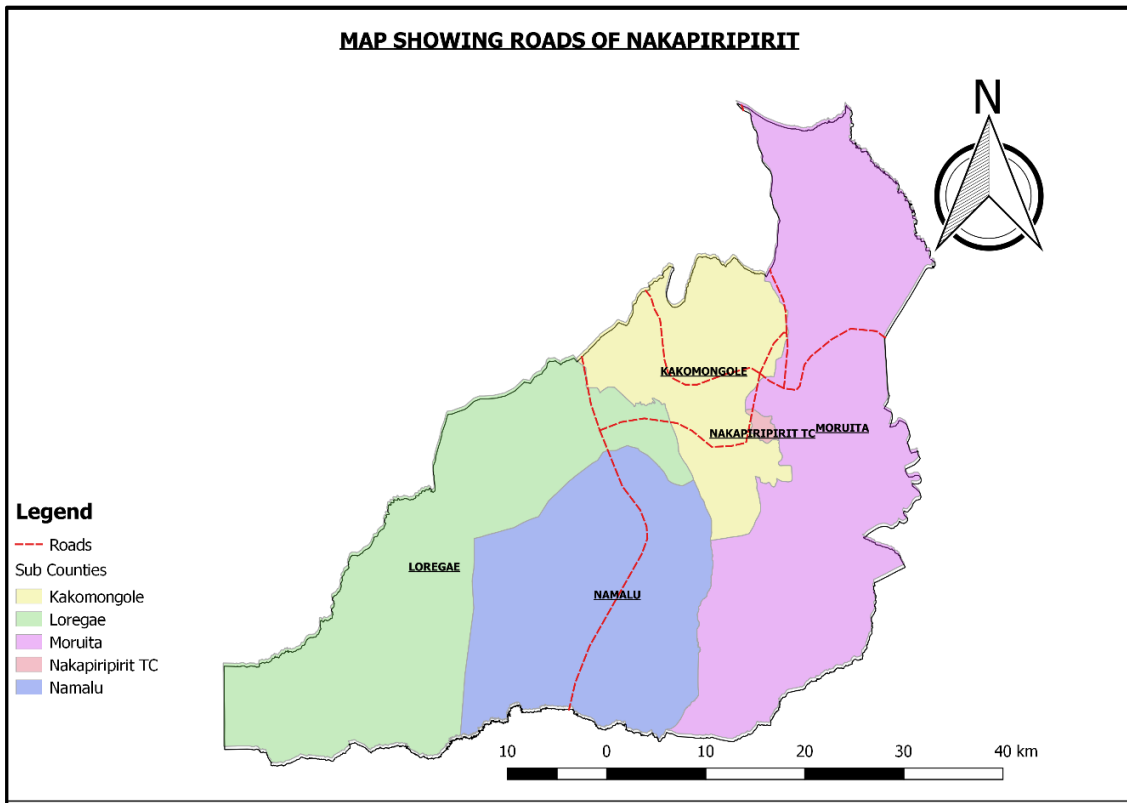 MAP SHOWING ROADS OF NAKAPIRIPIRIT
N
KAKOMONGOLE
NAKAPIRIPIRIT TC
MORUITA
LOREGAE
NAMALU
Legend
Roads
Sub Counties
Kakomongole
Loregae
Moruita
Nakapiripirit TC
Namalu
10 0 10 20 30 40 km